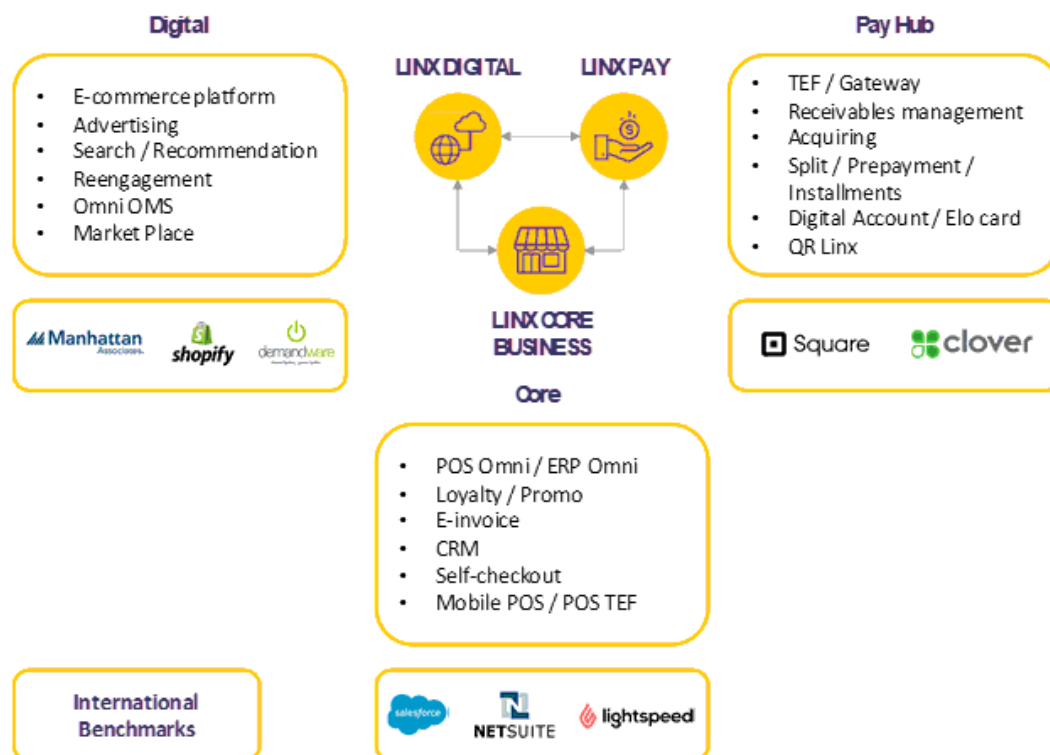 Digital
E-commerce platform
Advertising
Search / Recommendation
Reengagement
Omni OMS
Market Place
Manhattan
Associates.
shopify
demandware
LINX DIGITAL
LINX PAY
LINX CORE
BUSINESS
Pay Hub
TEF / Gateway
Receivables management
Acquiring
Split / Prepayment /
Installments
Digital Account / Elo card
QR Linx
Square
clover
Core
POS Omni / ERP Omni
Loyalty / Promo
E-invoice
CRM
Self-checkout
Mobile POS / POS TEF
International
Benchmarks
salesforce
NETSUITE
lightspeed